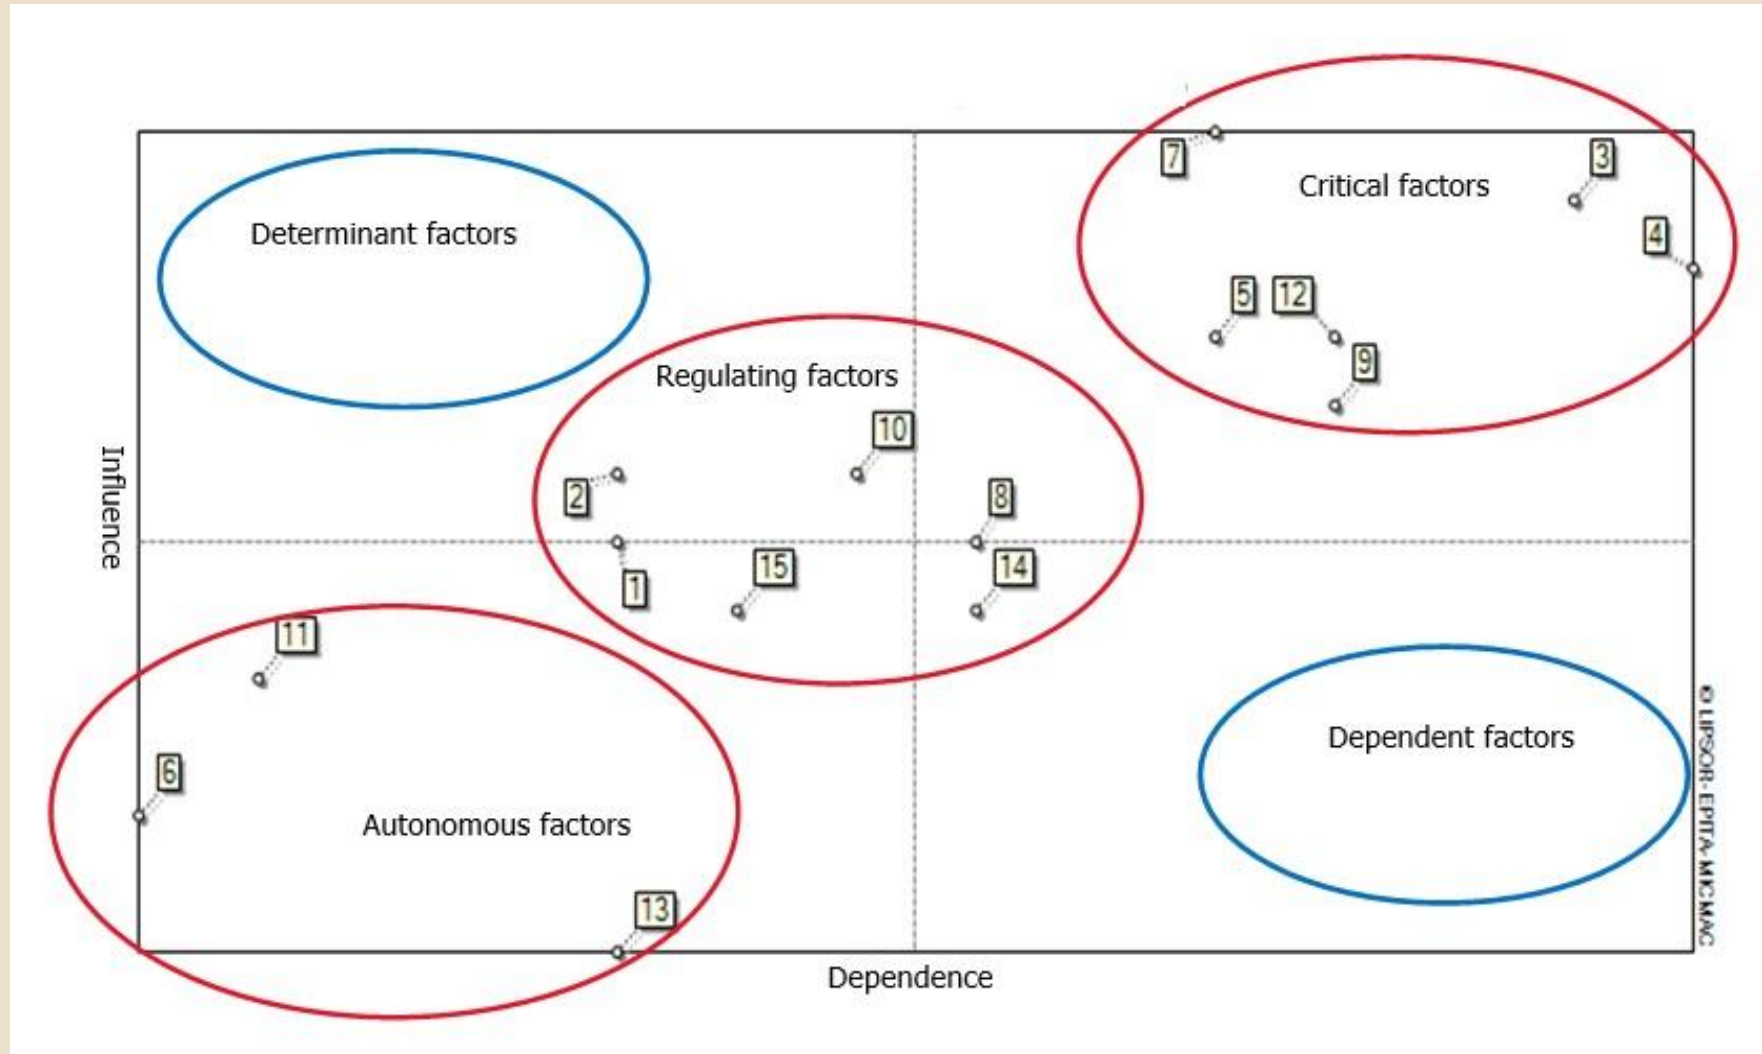 7
3
Critical factors
Determinant factors
4
5
12
9
Regulating factors
10
2
8
Influence
15
14
1
11
Dependent factors
6
Autonomous factors
13
© LIPSOR-EPITA-MICMAC
Dependence